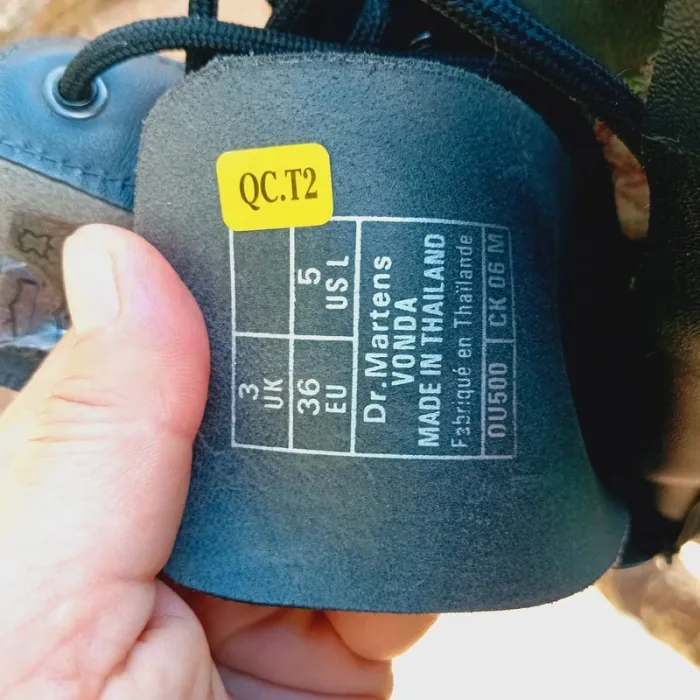 QC.T2
3
UK
36
EU
5
US L
Dr.Martens
VONDA
MADE IN THAILAND
Fabriqué en Thaïlande
DU500 CK 06 M